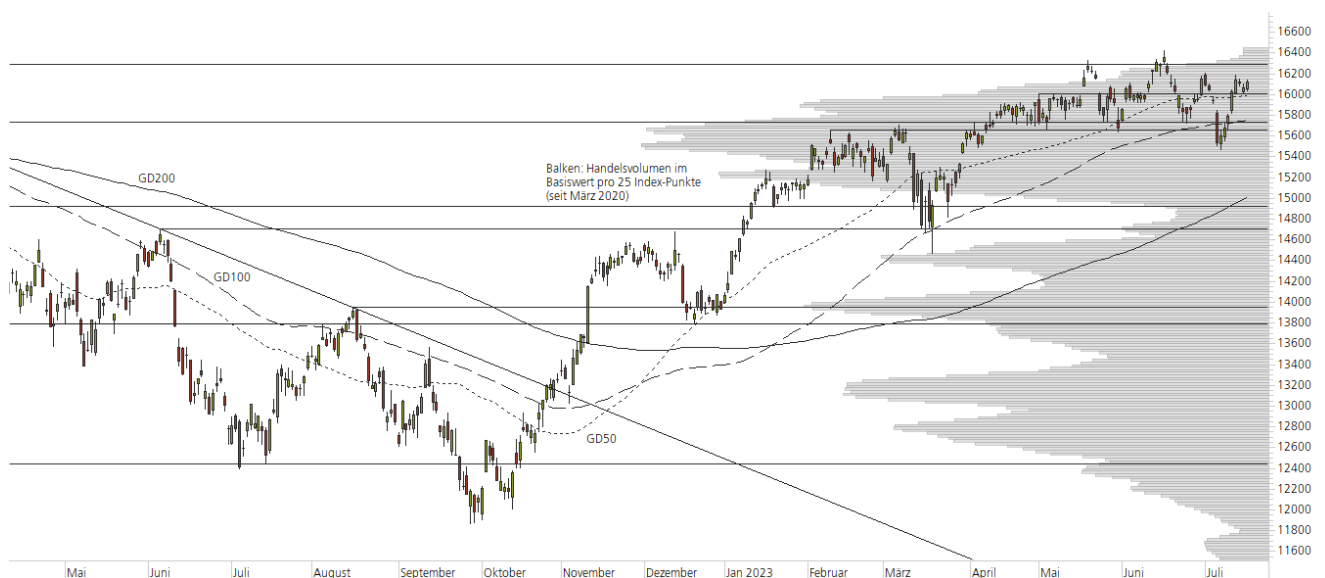 16600
16400
16200
16000
15800
15600
15400
15200
15000
14800
14600
14400
14200
14000
13800
13600
13400
13200
13000
12800
12600
12400
12200
12000
11800
11600
GD200
Balken: Handelsvolumen im
Basiswert pro 25 Index-Punkte
(seit März 2020)
GD100
GD50
Mai
Juni
Juli
August
September
Oktober
November
Dezember
Jan 2023
Februar
März
April
Mai
Juni
Juli